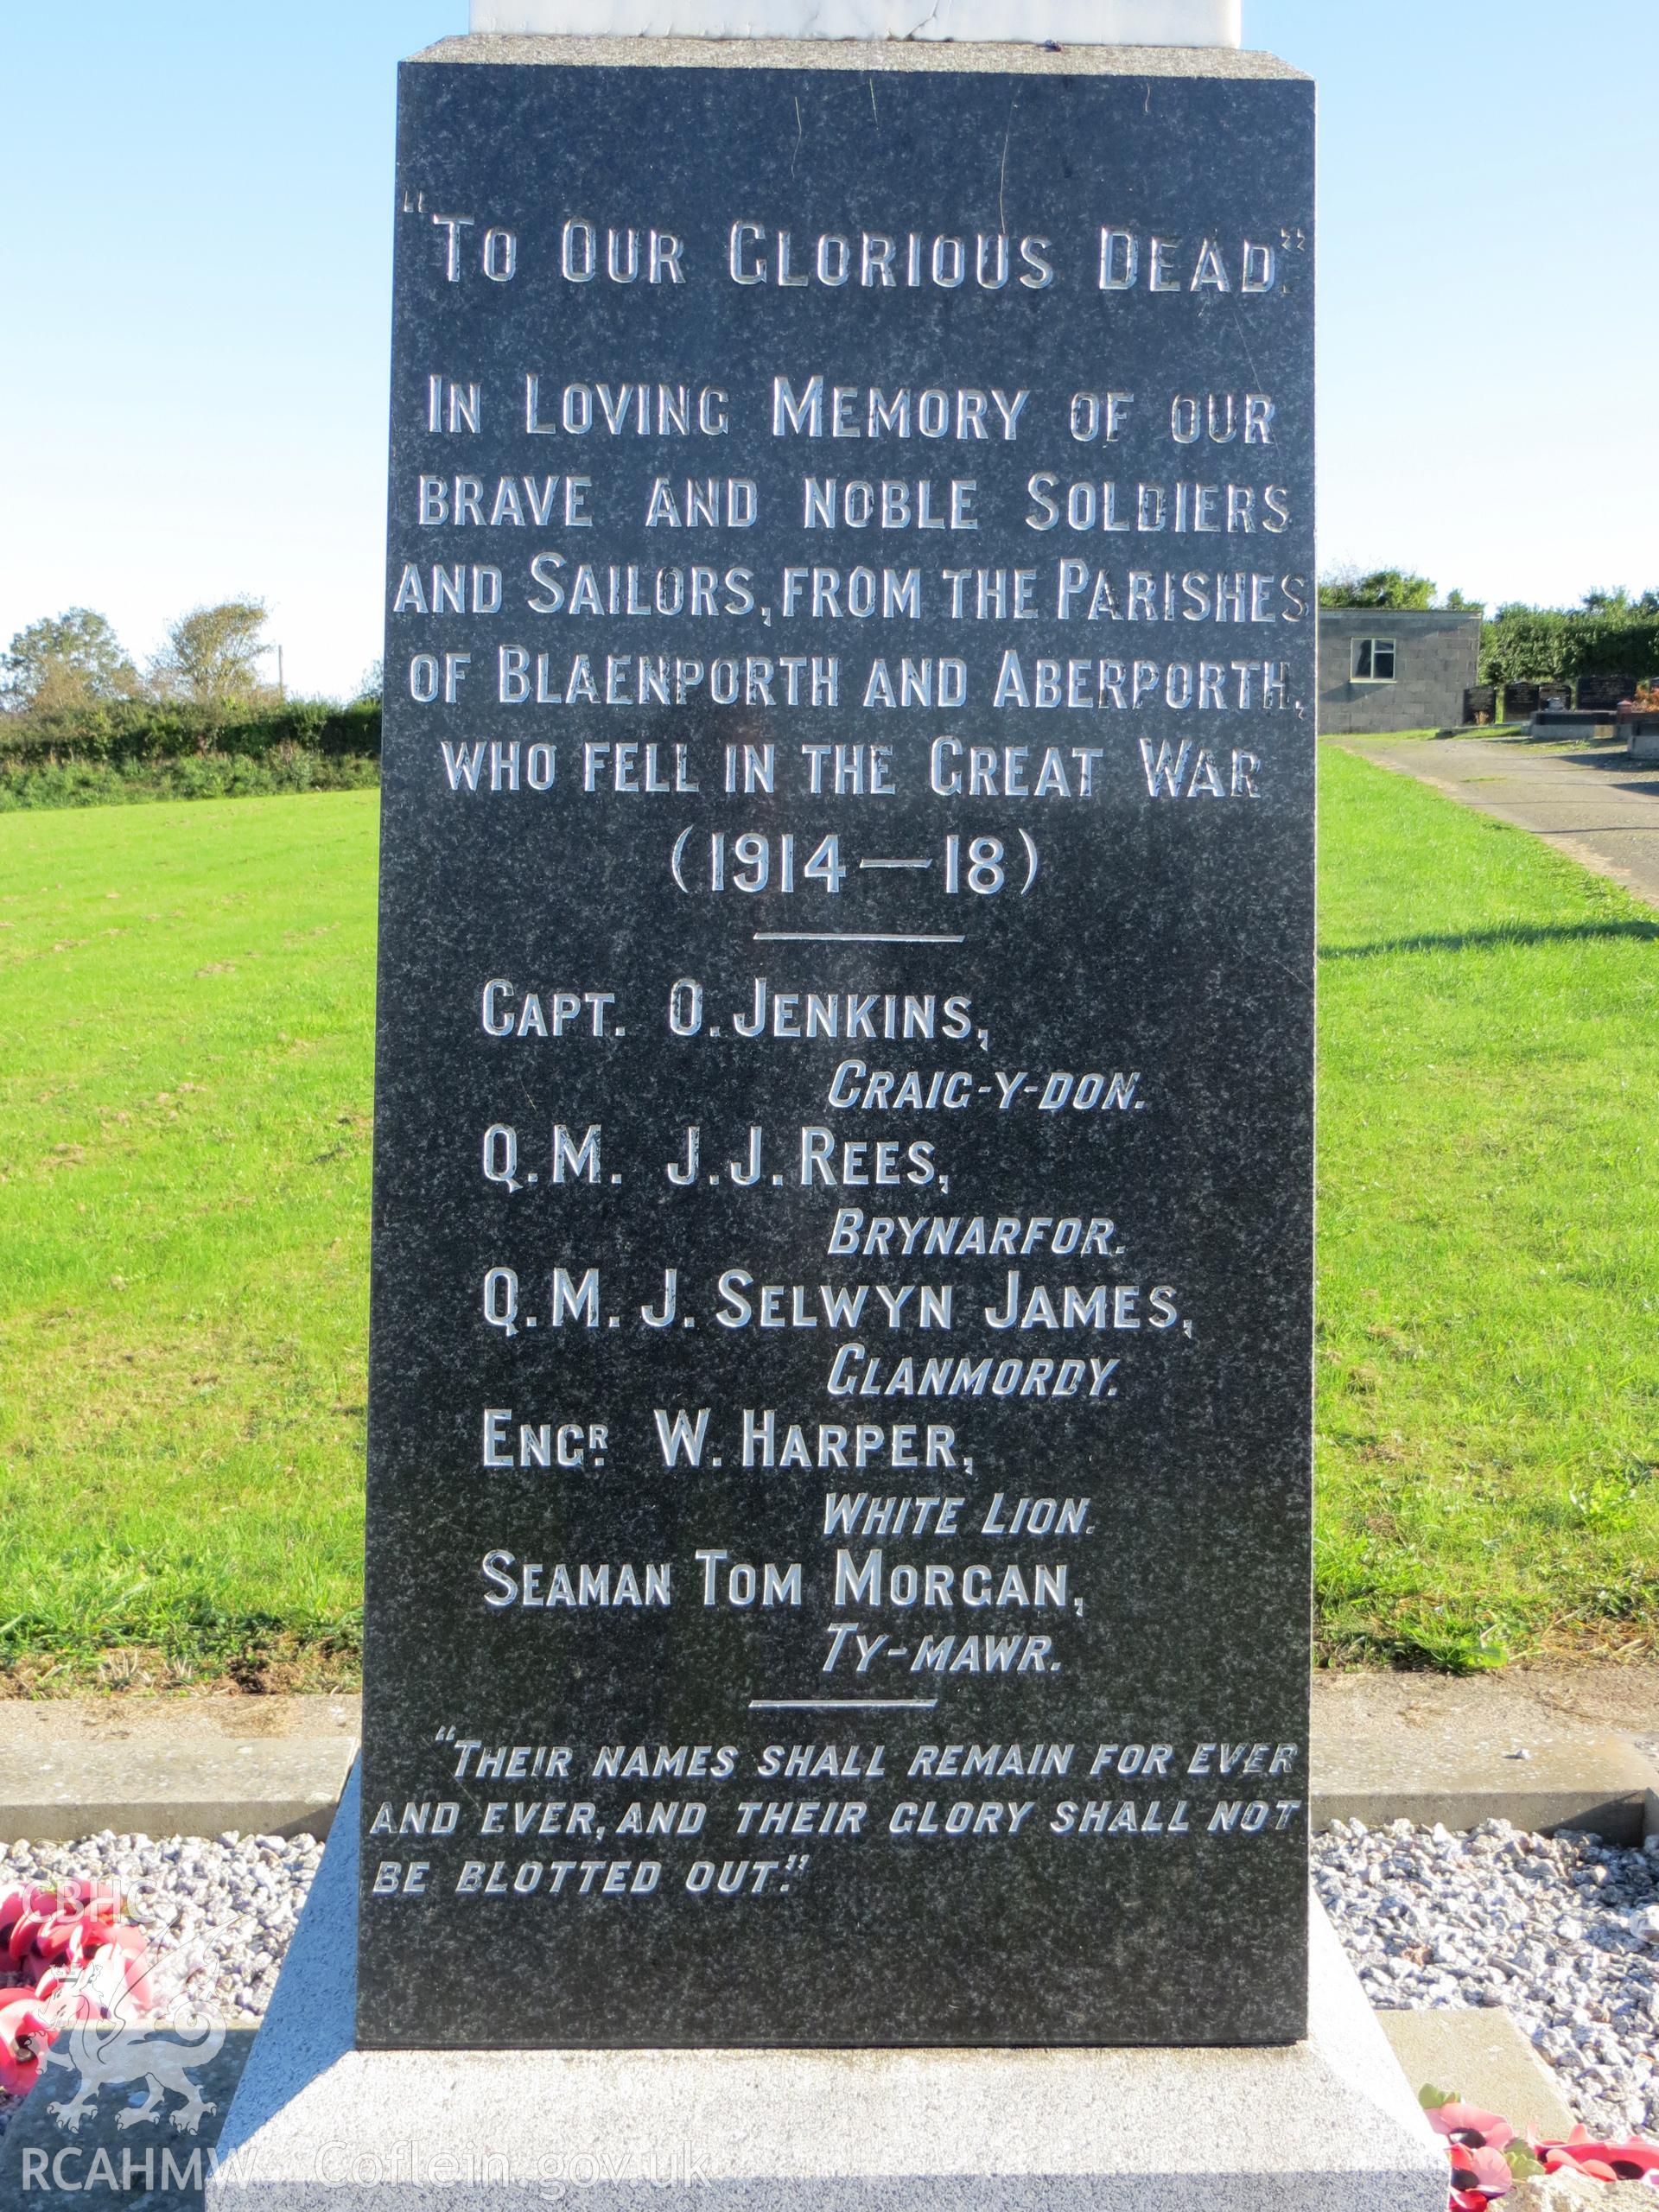 "To Our Glorious Dead."
In Loving Memory of our
brave and noble Soldiers
and Sailors, from the Parishes
of Blaenporth and Aberporth,
who fell in the Great War
(1914—18)
Capt. O. Jenkins,
Craig-y-don.
Q.M. J.J. Rees,
Brynarfor.
Q.M. J. Selwyn James,
Glanmordy.
Engr. W. Harper,
White Lion.
Seaman Tom Morgan,
Ty-mawr.
"Their names shall remain for ever
and ever, and their glory shall not
be blotted out."
CBHC
RCAHMW Coflein.gov.uk